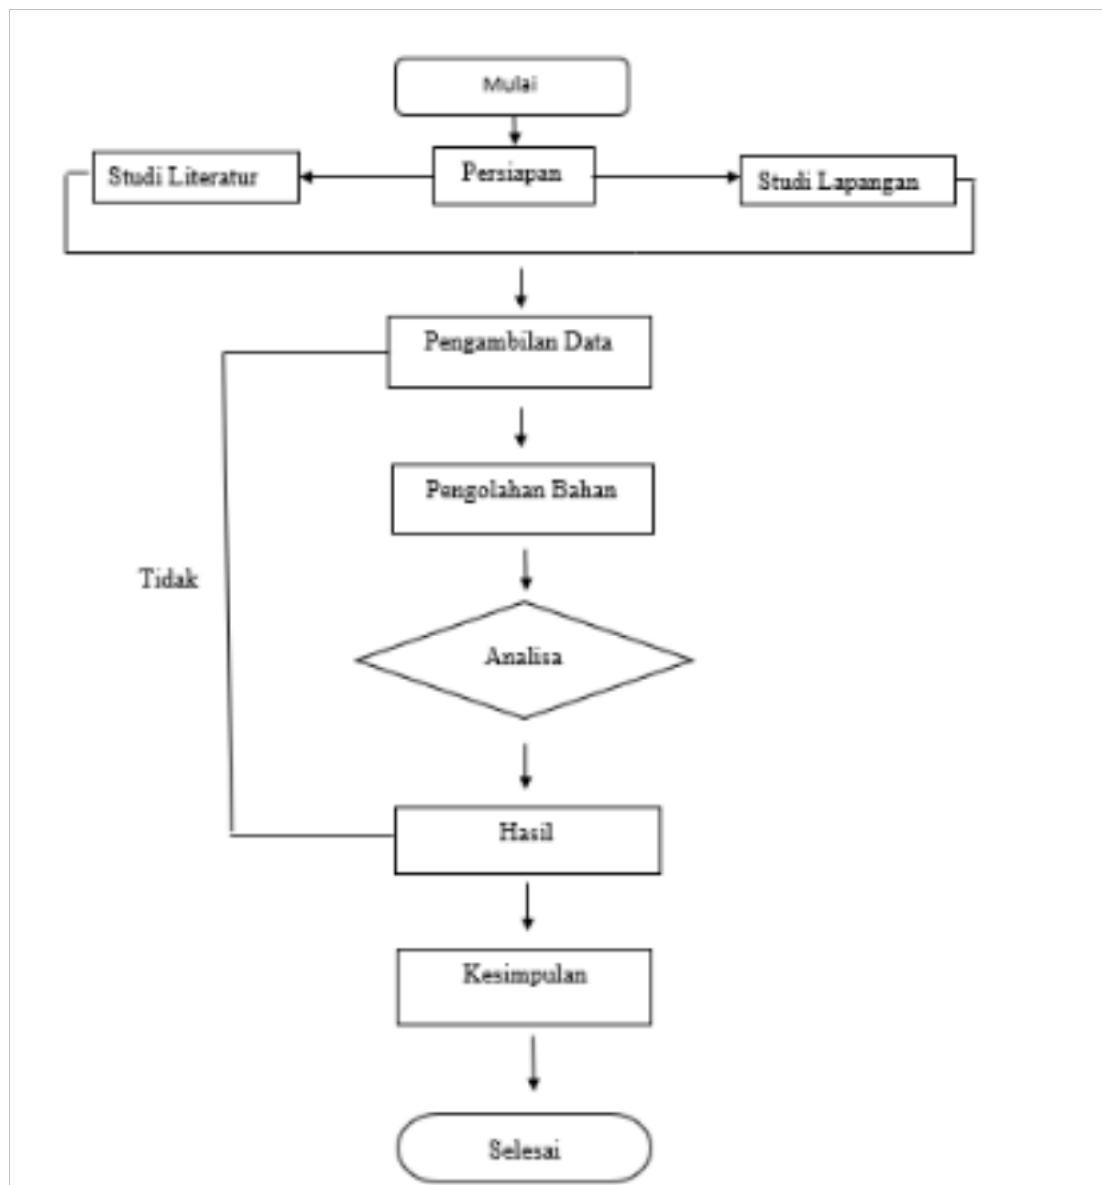 Mulai
Studi Literatur
Persiapan
Studi Lapangan
Pengambilan Data
Pengolahan Bahan
Tidak
Analisa
Hasil
Kesimpulan
Selesai